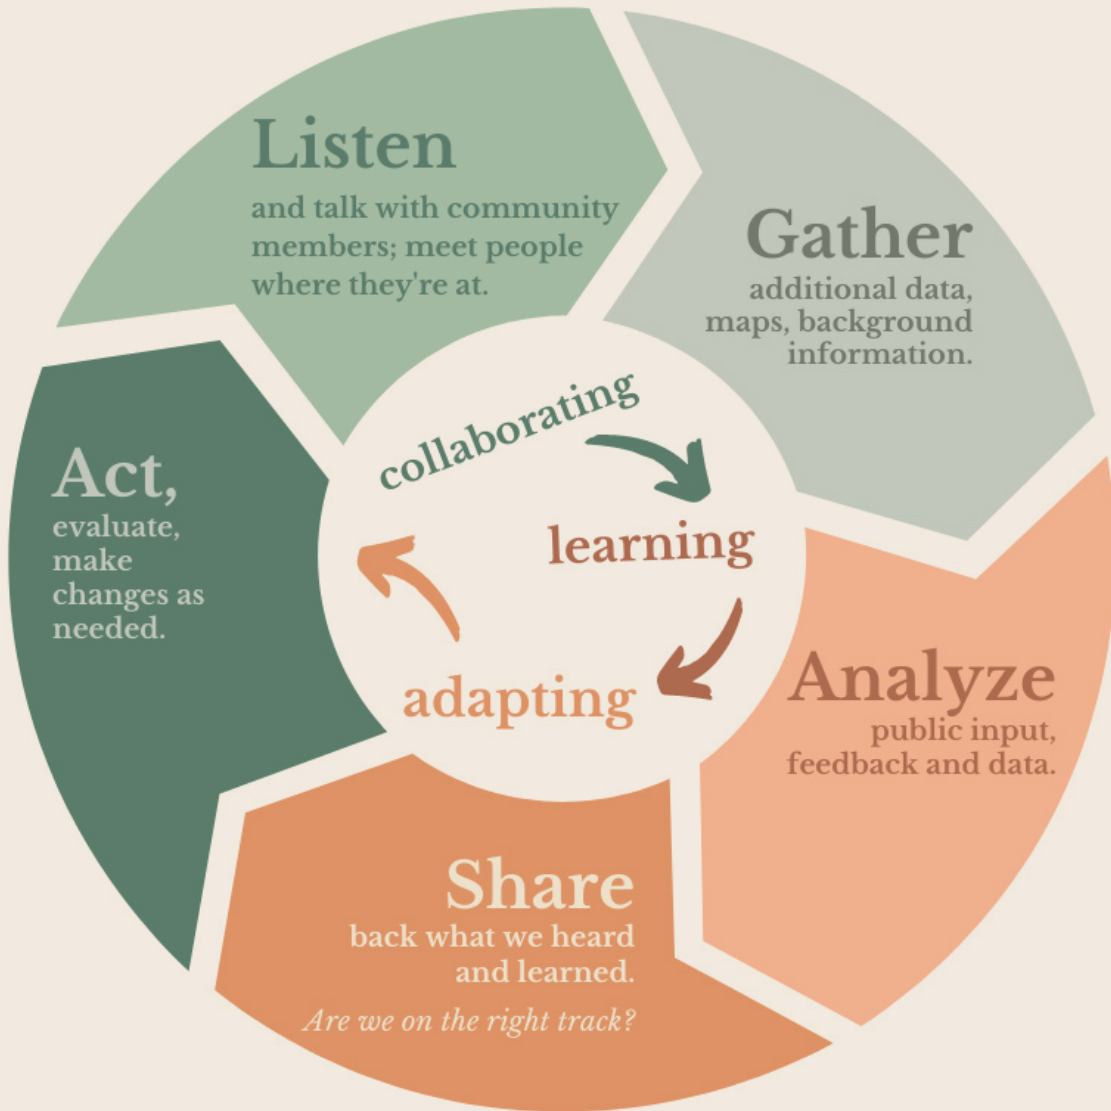 Listen
and talk with community
members; meet people
where they're at.
Gather
additional data,
maps, background
information.
Analyze
public input,
feedback and data.
Share
back what we heard
and learned.
Are we on the right track?
Act,
evaluate,
make
changes as
needed.
collaborating
learning
adapting